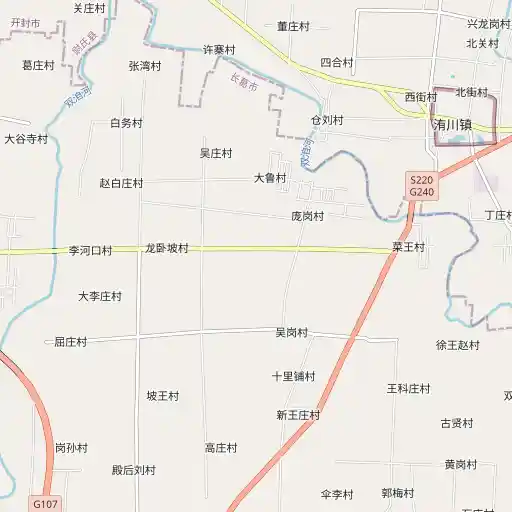 关庄村
开封市
尉氏县
董庄村
兴龙岗村
许寨村
北关村
四合村
葛庄村
张湾村
长葛市
双洎河
西街村
北街村
白务村
仓刘村
洧川镇
大谷寺村
吴庄村
双洎河
赵白庄村
大鲁村
S220
G240
庞岗村
丁庄村
李河口村
龙卧坡村
菜王村
大李庄村
吴岗村
屈庄村
徐王赵村
十里铺村
坡王村
王科庄村
双
新王庄村
古贤村
岗孙村
高庄村
殿后刘村
黄岗村
G107
伞李村
郭梅村